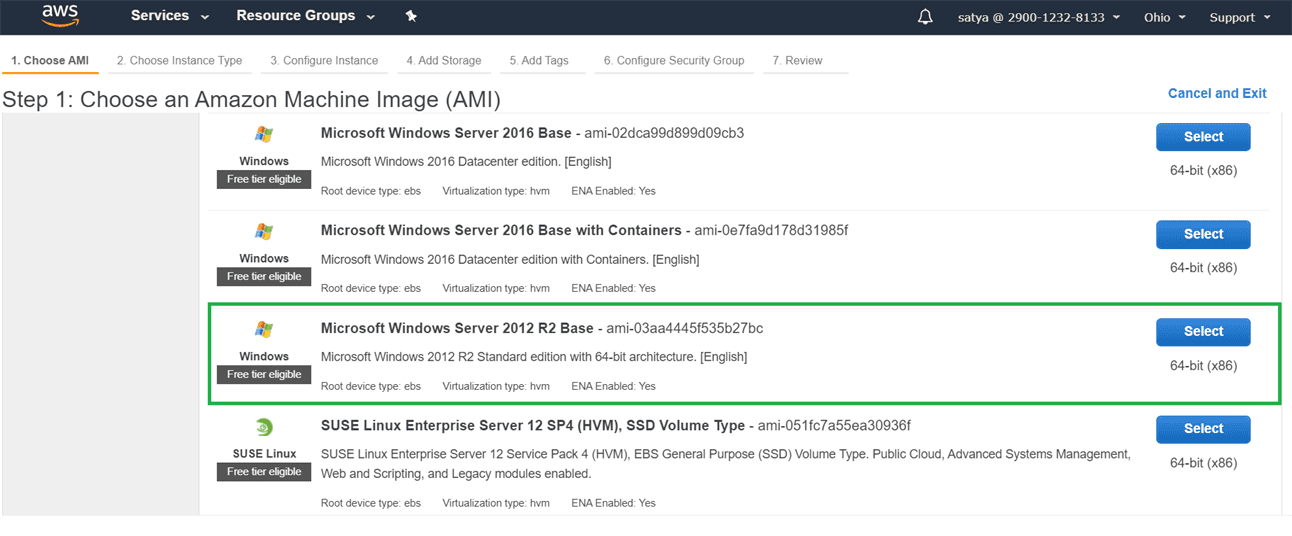 aws Services Resource Groups satya @ 2900-1232-8133 Ohio Support
1. Choose AMI 2. Choose Instance Type 3. Configure Instance 4. Add Storage 5. Add Tags 6. Configure Security Group 7. Review
Step 1: Choose an Amazon Machine Image (AMI)
Cancel and Exit
Windows
Free tier eligible
Microsoft Windows Server 2016 Base - ami-02dca99d899d09cb3
Microsoft Windows 2016 Datacenter edition. [English]
Root device type: ebs Virtualization type: hvm ENA Enabled: Yes
Select
64-bit (x86)
Windows
Free tier eligible
Microsoft Windows Server 2016 Base with Containers - ami-0e7fa9d178d31985f
Microsoft Windows 2016 Datacenter edition with Containers. [English]
Root device type: ebs Virtualization type: hvm ENA Enabled: Yes
Select
64-bit (x86)
Windows
Free tier eligible
Microsoft Windows Server 2012 R2 Base - ami-03aa4445f535b27bc
Microsoft Windows 2012 R2 Standard edition with 64-bit architecture. [English]
Root device type: ebs Virtualization type: hvm ENA Enabled: Yes
Select
64-bit (x86)
SUSE Linux
Free tier eligible
SUSE Linux Enterprise Server 12 SP4 (HVM), SSD Volume Type - ami-051fc7a55ea30936f
SUSE Linux Enterprise Server 12 Service Pack 4 (HVM), EBS General Purpose (SSD) Volume Type. Public Cloud, Advanced Systems Management,
Web and Scripting, and Legacy modules enabled.
Root device type: ebs Virtualization type: hvm ENA Enabled: Yes
Select
64-bit (x86)